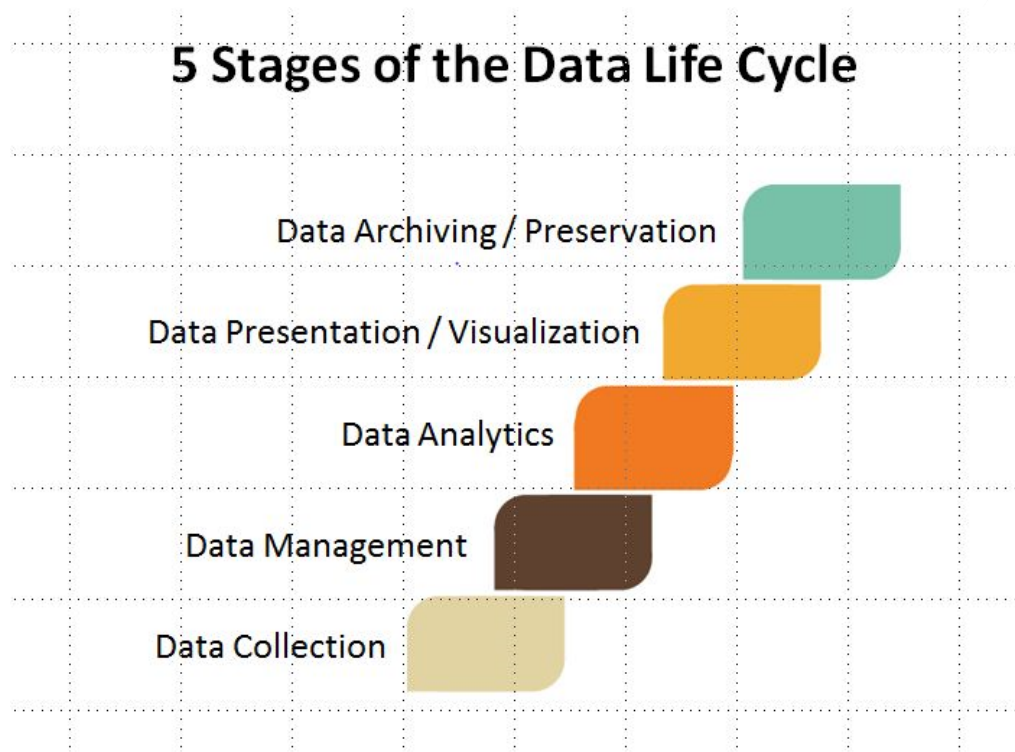 5 Stages of the Data Life Cycle
Data Archiving / Preservation
Data Presentation / Visualization
Data Analytics
Data Management
Data Collection